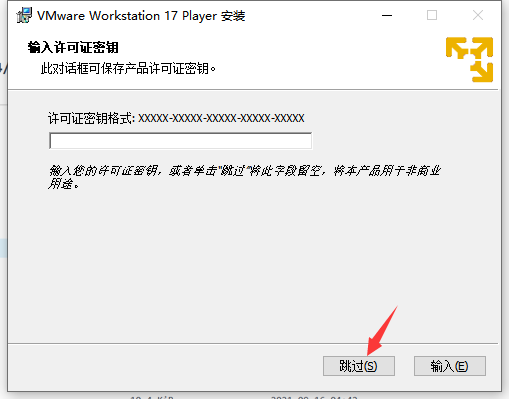 VMware Workstation 17 Player 安装
输入许可证密钥
此对话框可保存产品许可证密钥。
许可证密钥格式: XXXXX-XXXXX-XXXXX-XXXXX-XXXXX
输入您的许可证密钥，或者单击"跳过"将此字段留空，将本产品用于非商业
用途。
跳过(S) 输入(E)